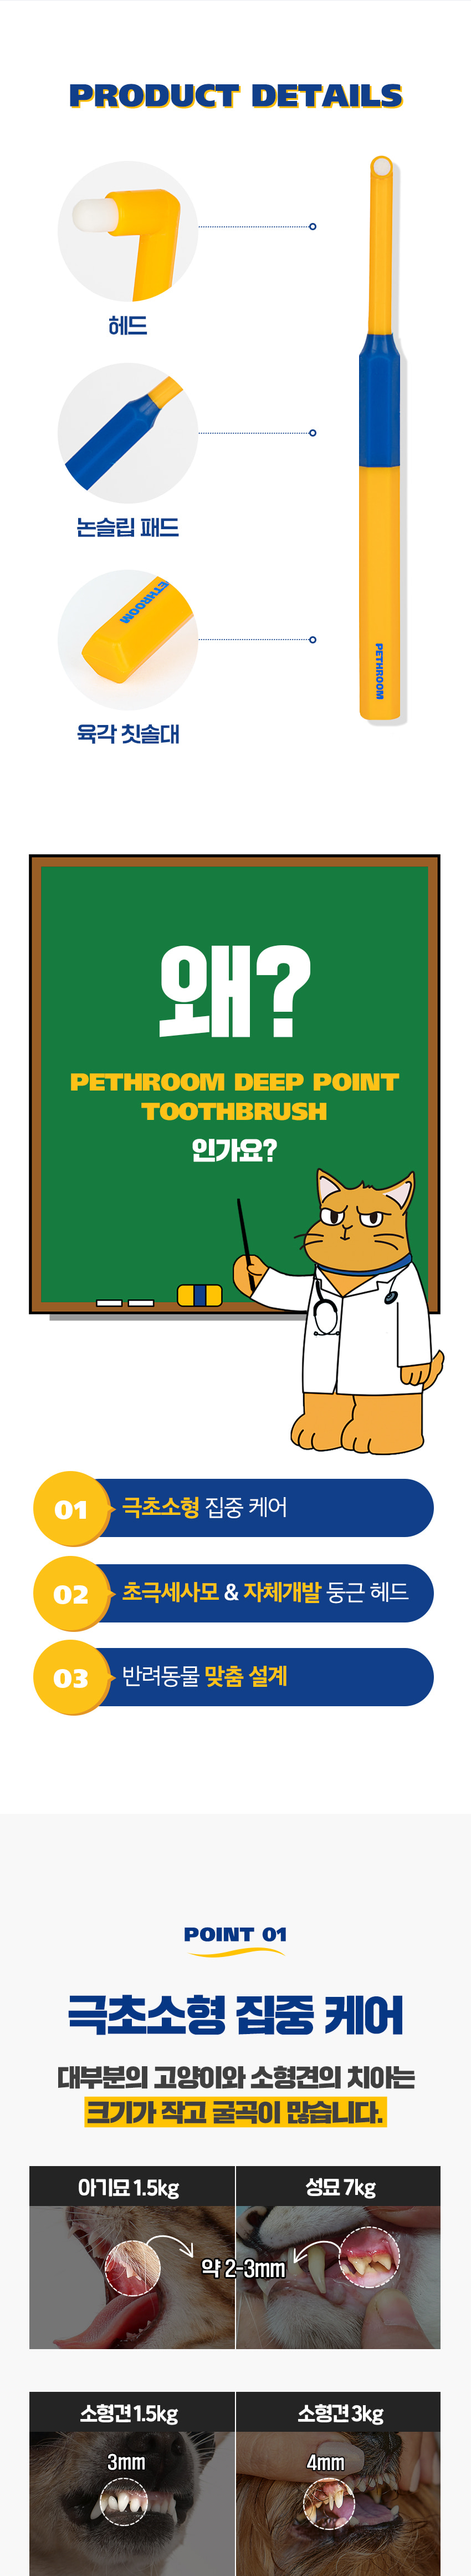 PRODUCT DETAILS
헤드
논슬립 패드
ETHROOM
육각 칫솔대
PETHROOM
왜?
PETHROOM DEEP POINT
TOOTHBRUSH
인가요?
01 극초소형 집중 케어
02 초극세사모 & 자체개발 둥근 헤드
03 반려동물 맞춤 설계
POINT 01
극초소형 집중 케어
대부분의 고양이와 소형견의 치아는
크기가 작고 굴곡이 많습니다.
아기묘 1.5kg
성묘 7kg
약 2-3mm
소형견 1.5kg
소형견 3kg
3mm
4mm